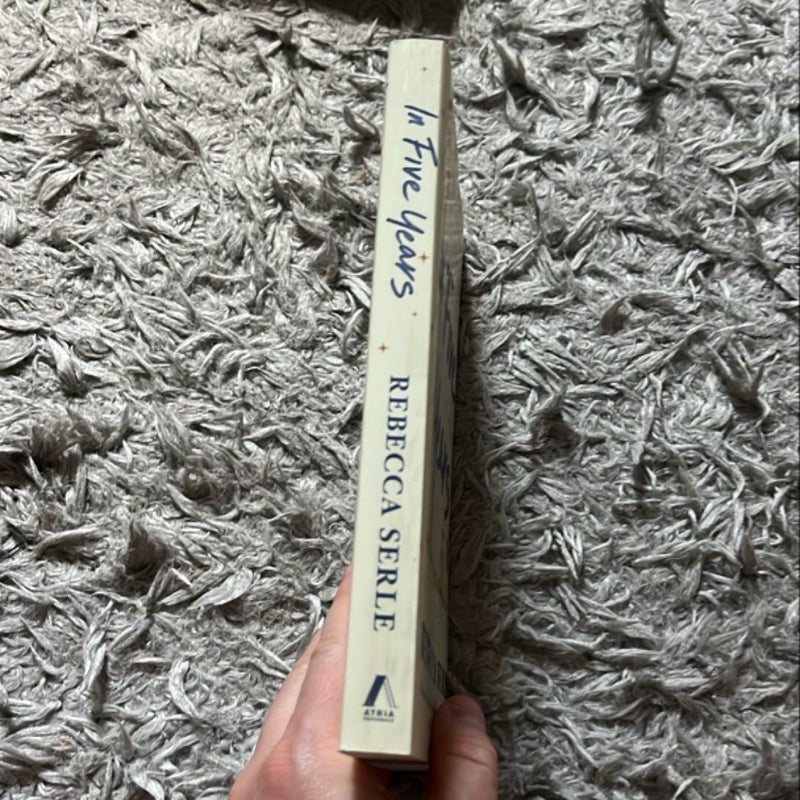 In Five Years
REBECCA SERLE
ATRIA